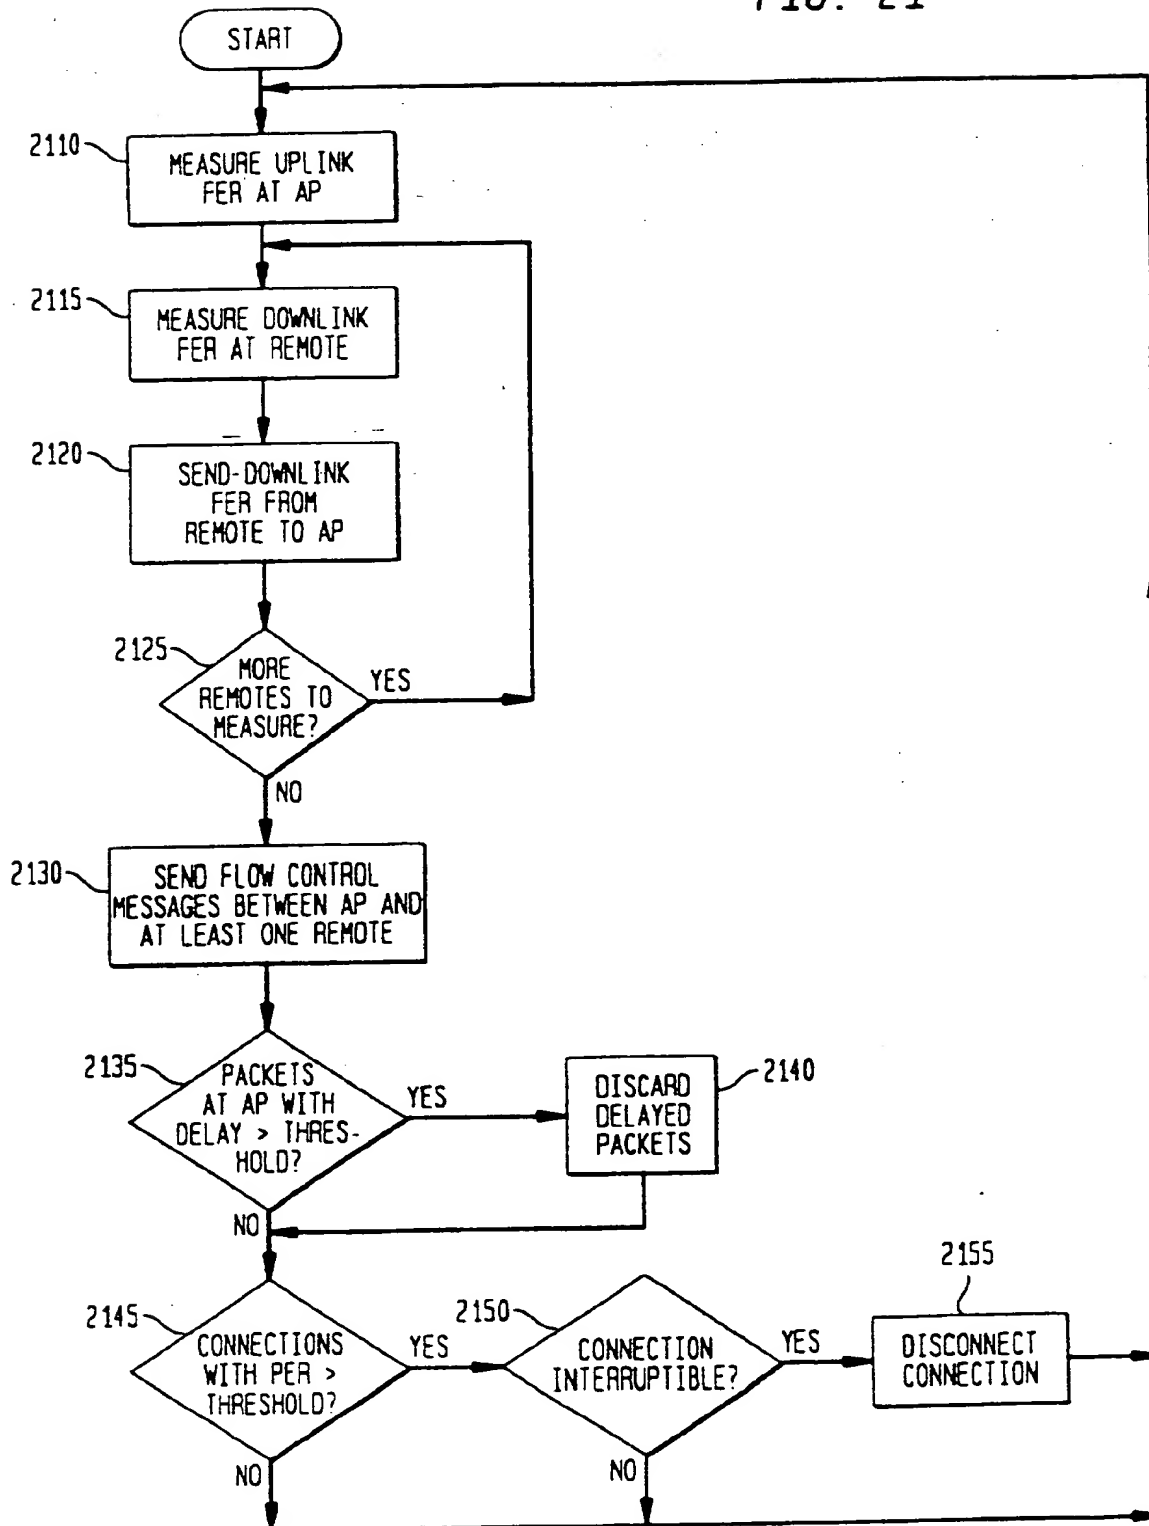 FIG. 21
START
2110
MEASURE UPLINK
FER AT AP
2115
MEASURE DOWNLINK
FER AT REMOTE
2120
SEND-DOWNLINK
FER FROM
REMOTE TO AP
2125
MORE
REMOTES TO
MEASURE?
YES
NO
2130
SEND FLOW CONTROL
MESSAGES BETWEEN AP AND
AT LEAST ONE REMOTE
2135
PACKETS
AT AP WITH
DELAY > THRES-
HOLD?
YES
2140
DISCARD
DELAYED
PACKETS
NO
2145
CONNECTIONS
WITH PER >
THRESHOLD?
YES
2150
CONNECTION
INTERRUPTIBLE?
YES
2155
DISCONNECT
CONNECTION
NO
NO